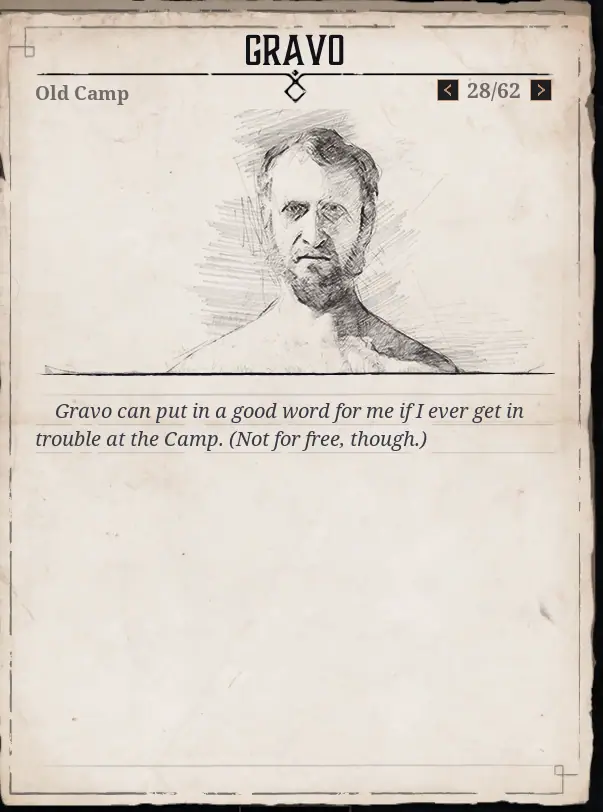 GRAVO
Old Camp
28/62
Gravo can put in a good word for me if I ever get in
trouble at the Camp. (Not for free, though.)